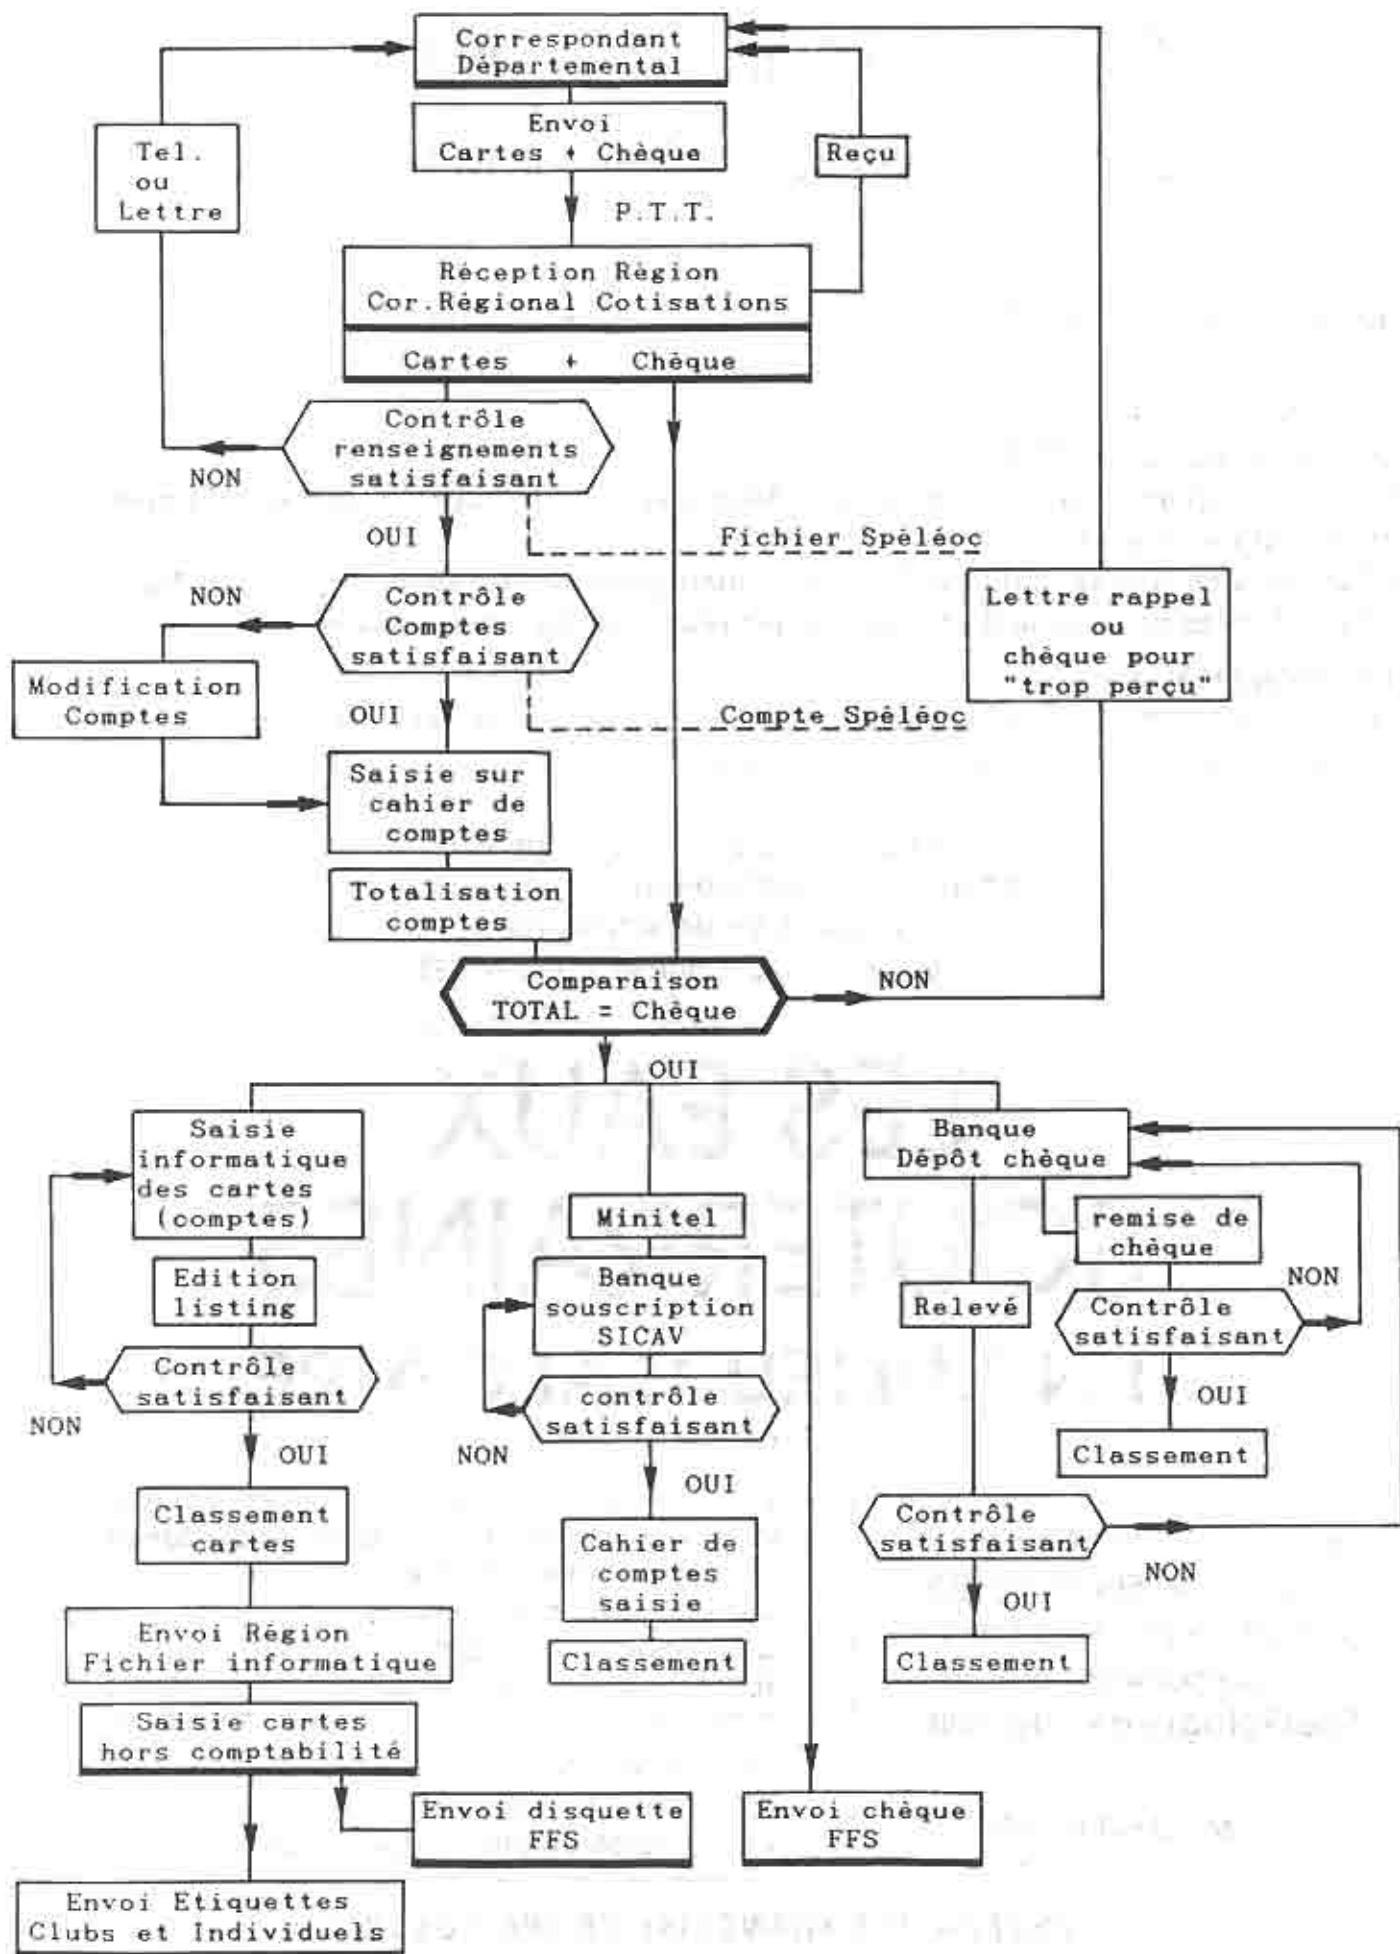 Correspondant
Départemental
Envoi
Cartes + Chèque
Tel.
ou
Lettre
Reçu
P.T.T.
Réception Région
Cor.Régional Cotisations
Cartes + Chèque
Contrôle
renseignements
satisfaisant
NON
OUI
Fichier Spéléoc
NON
Contrôle
Comptes
satisfaisant
Lettre rappel
ou
chèque pour
"trop perçu"
Modification
Comptes
OUI
Compte Spéléoc
Saisie sur
cahier de
comptes
Totalisation
comptes
Comparaison
TOTAL = Chèque
NON
OUI
Saisie
informatique
des cartes
(comptes)
Edition
listing
Contrôle
satisfaisant
NON
OUI
Classement
cartes
Envoi Région
Fichier informatique
Saisie cartes
hors comptabilité
Envoi disquette
FFS
Envoi Etiquettes
Clubs et Individuels
Minitel
Banque
souscription
SICAV
contrôle
satisfaisant
NON
OUI
Cahier de
comptes
saisie
Classement
Envoi chèque
FFS
Banque
Dépôt chèque
remise de
chèque
NON
Relevé
Contrôle
satisfaisant
OUI
Classement
Contrôle
satisfaisant
NON
OUI
Classement